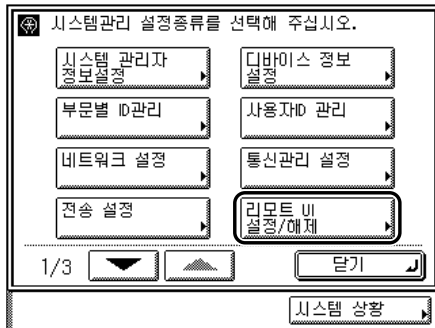 시스템관리 설정종류를 선택해 주십시오.
시스템 관리자
정보설정
디바이스 정보
설정
부문별 ID관리
사용자ID 관리
네트워크 설정
통신관리 설정
전송 설정
리모트 UI
설정/해제
1/3
닫기
시스템 상황